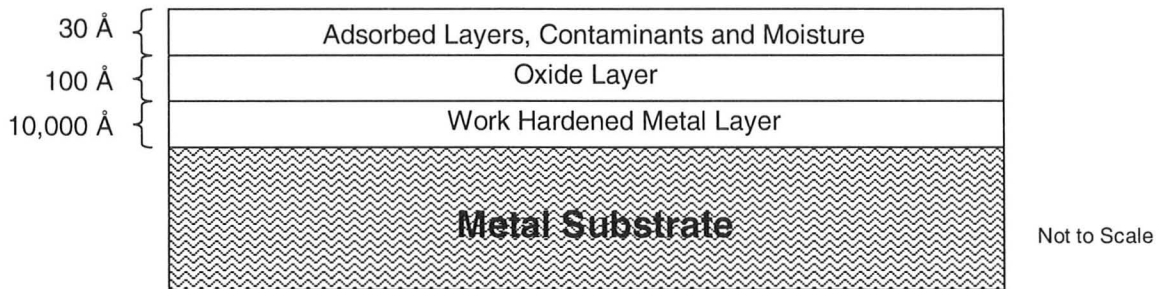 30 Å
Adsorbed Layers, Contaminants and Moisture
100 Å
Oxide Layer
10,000 Å
Work Hardened Metal Layer
Metal Substrate
Not to Scale